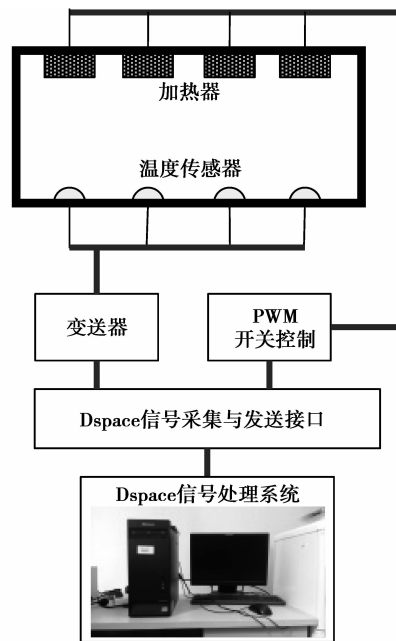 加热器
温度传感器
变送器
PWM
开关控制
Dspace信号采集与发送接口
Dspace信号处理系统